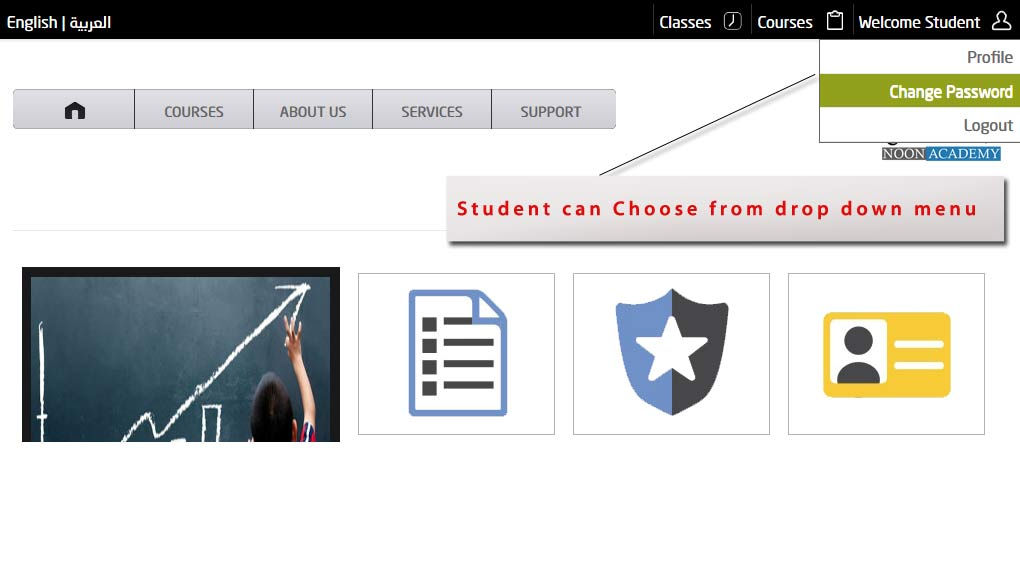 English | العربية
Classes
Courses
Welcome Student
Profile
Change Password
Logout
COURSES
ABOUT US
SERVICES
SUPPORT
NOON ACADEMY
Student can Choose from drop down menu